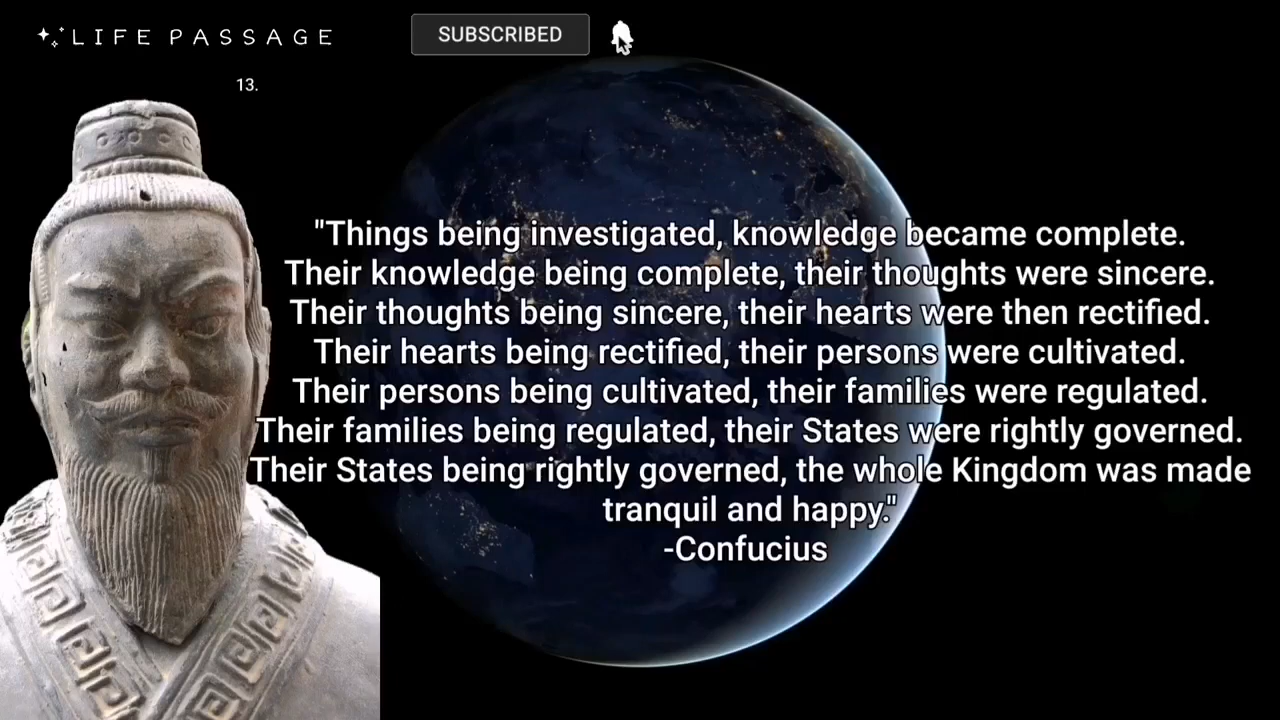 LIFE PASSAGE
SUBSCRIBED
13.
"Things being investigated, knowledge became complete.
Their knowledge being complete, their thoughts were sincere.
Their thoughts being sincere, their hearts were then rectified.
Their hearts being rectified, their persons were cultivated.
Their persons being cultivated, their families were regulated.
Their families being regulated, their States were rightly governed.
Their States being rightly governed, the whole Kingdom was made
tranquil and happy."
-Confucius